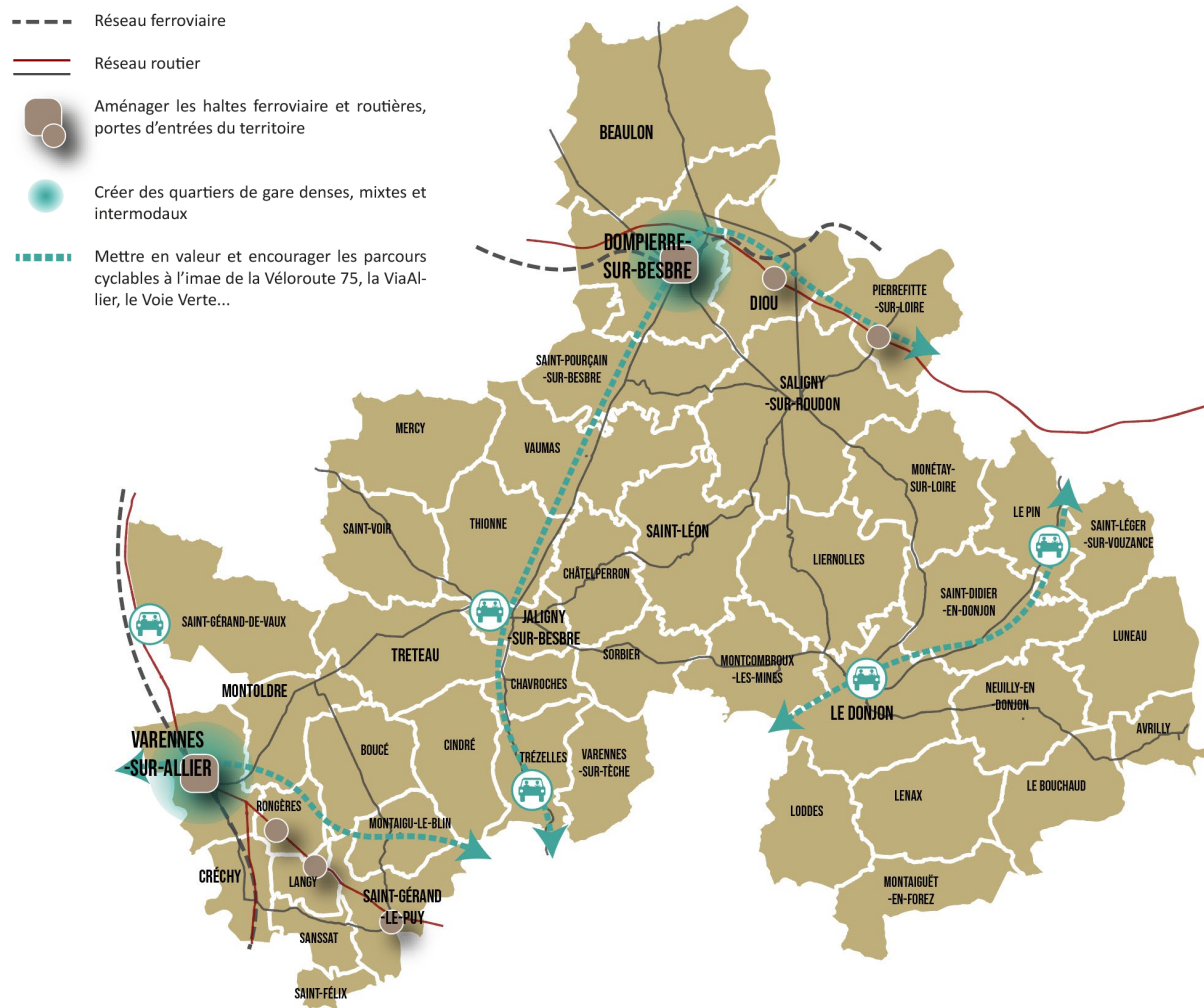 Réseau ferroviaire
Réseau routier
Aménager les haltes ferroviaire et routières,
portes d'entrées du territoire
Créer des quartiers de gare denses, mixtes et
intermodaux
Mettre en valeur et encourager les parcours
cyclables à l'imae de la Véloroute 75, la ViaAl-
lier, le Voie Verte...
BEAULON
DOMPIERRE-
SUR-BESBRE
DIOU
PIERREFITTE
-SUR-LOIRE
SAINT-POURÇAIN
-SUR-BESBRE
SALIGNY
-SUR-ROUDON
MERCY
VAUMAS
MONÉTAY-
SUR-LOIRE
LE PIN
SAINT-LÉGER
-SUR-VOUZANCE
SAINT-VOIR
THIONNE
SAINT-LÉON
LIERNOLLES
CHÂTELPERRON
SAINT-DIDIER
-EN-DONJON
SAINT-GÉRAND-DE-VAUX
JALIGNY
-SUR-BESBRE
LUNEAU
TRETEAU
SORBIER
MONTCOMBROUX
-LES-MINES
CHAVROCHES
MONTOLDRE
LE DONJON
NEUILLY-EN
-DONJON
AVRILLY
VARENNES
-SUR-ALLIER
BOUCÉ
CINDRÉ
TRÉZELLES
VARENNES
-SUR-TÈCHE
LE BOUCHAUD
LENAX
LODDES
RONGÈRES
MONTAIGU-LE-BLIN
CRÉCHY
LANGY
SAINT-GÉRAND
-LE-PUY
MONTAIGUËT
-EN-FOREZ
SANSSAT
SAINT-FÉLIX